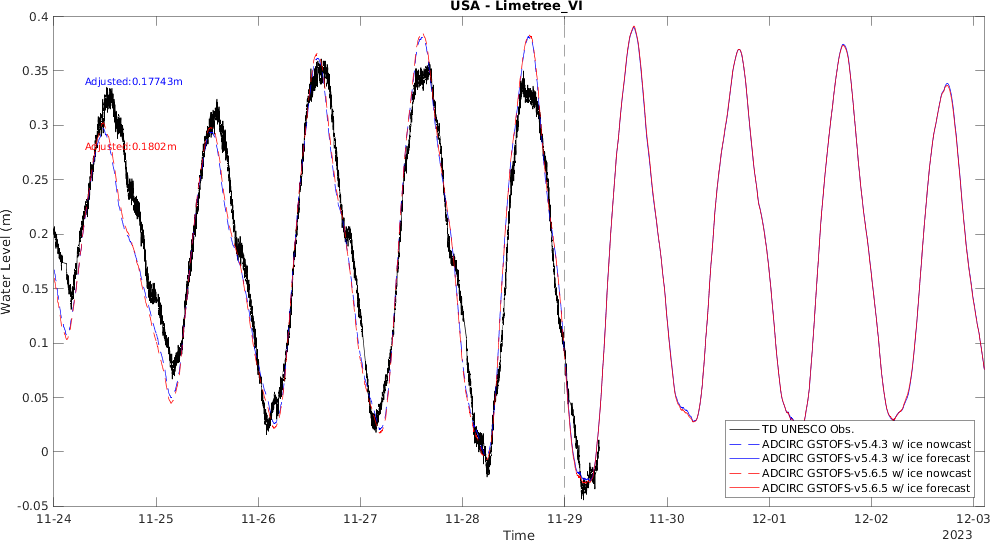 USA - Limetree_VI
0.4
0.35
0.3
0.25
0.2
0.15
0.1
0.05
0
-0.05
Water Level (m)
Adjusted:0.17743m
Adjusted:0.1802m
TD UNESCO Obs.
ADCIRC GSTOFS-v5.4.3 w/ ice nowcast
ADCIRC GSTOFS-v5.4.3 w/ ice forecast
ADCIRC GSTOFS-v5.6.5 w/ ice nowcast
ADCIRC GSTOFS-v5.6.5 w/ ice forecast
11-24 11-25 11-26 11-27 11-28 11-29 11-30 12-01 12-02 12-03
Time
2023